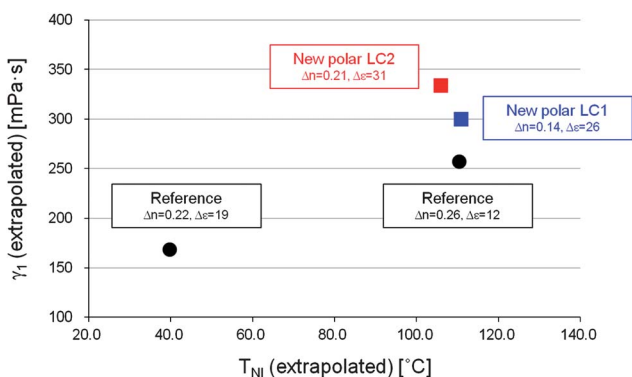 γ₁ (extrapolated) [mPa·s]
400
350
300
250
200
150
100
New polar LC2
Δn=0.21, Δε=31
New polar LC1
Δn=0.14, Δε=26
Reference
Δn=0.22, Δε=19
Reference
Δn=0.26, Δε=12
20.0 40.0 60.0 80.0 100.0 120.0 140.0
T_NI (extrapolated) [˚C]